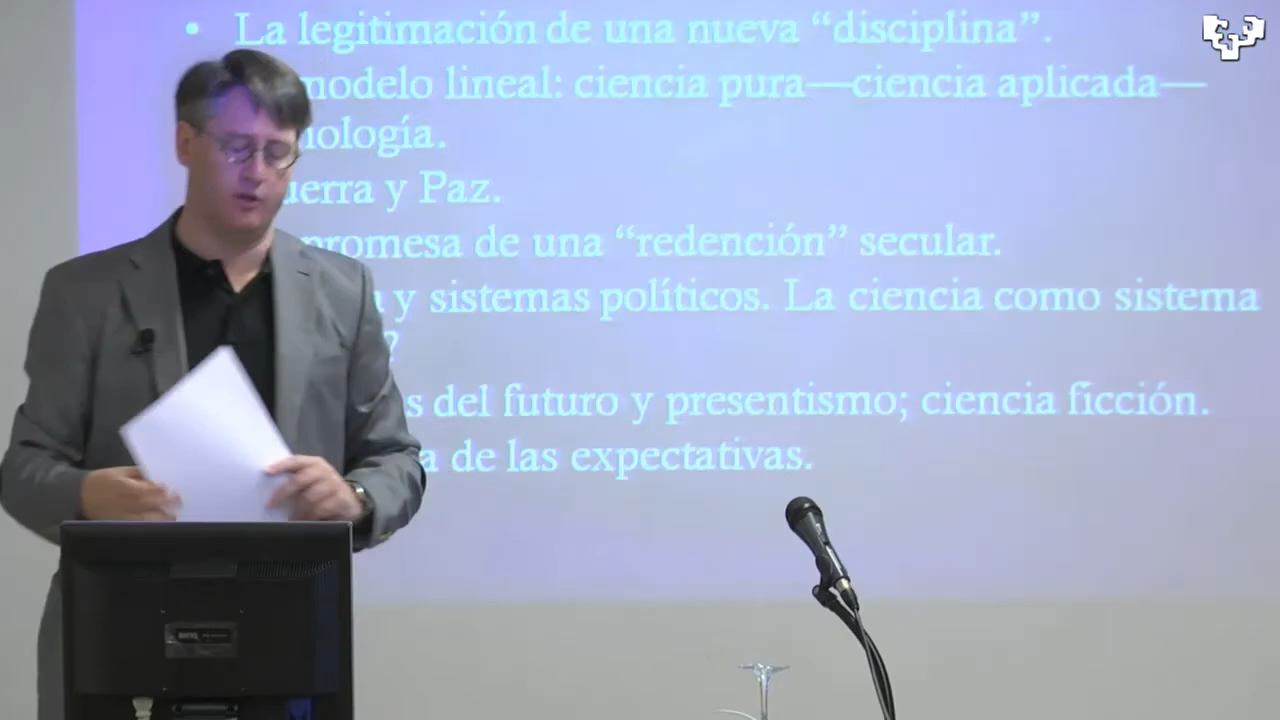 • La legitimación de una nueva “disciplina”.
modelo lineal: ciencia pura—ciencia aplicada—
nología.
uerra y Paz.
promesa de una “redención” secular.
a y sistemas políticos. La ciencia como sistema
?
s del futuro y presentismo; ciencia ficción.
a de las expectativas.
BENQ